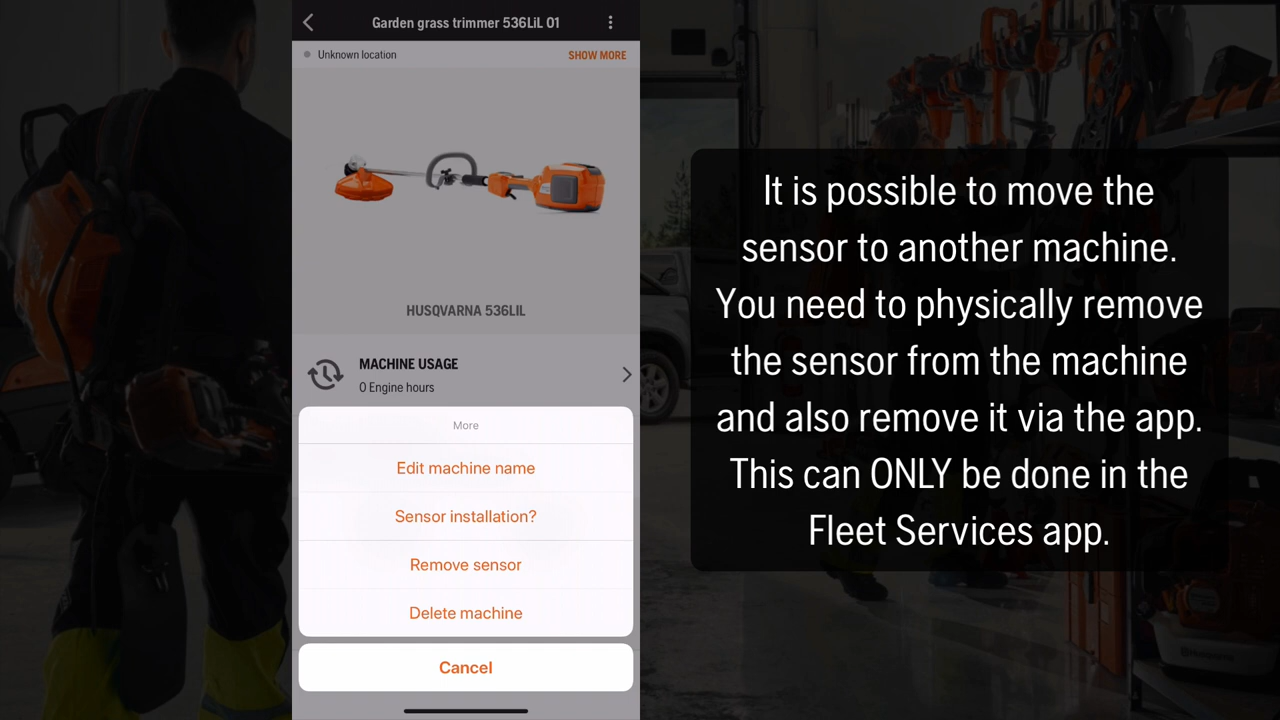 Garden grass trimmer 536LiL 01
Unknown location
SHOW MORE
HUSQVARNA 536LIL
MACHINE USAGE
0 Engine hours
More
Edit machine name
Sensor installation?
Remove sensor
Delete machine
Cancel
It is possible to move the
sensor to another machine.
You need to physically remove
the sensor from the machine
and also remove it via the app.
This can ONLY be done in the
Fleet Services app.